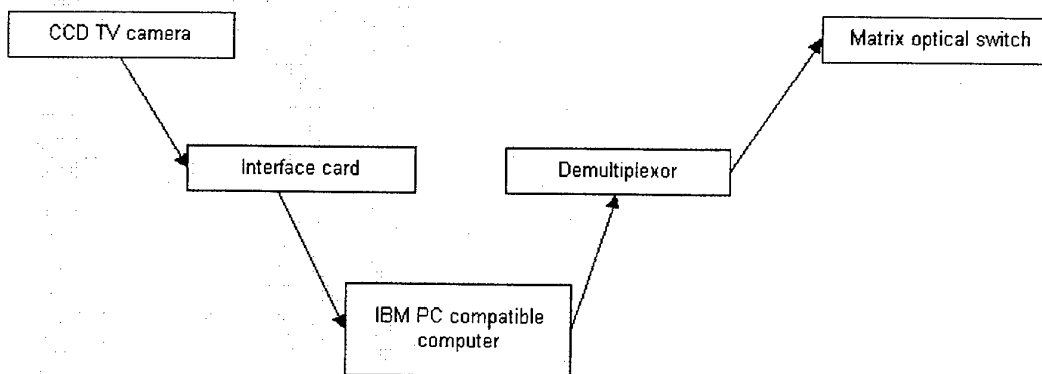 CCD TV camera
Matrix optical switch
Interface card
Demultiplexor
IBM PC compatible
computer